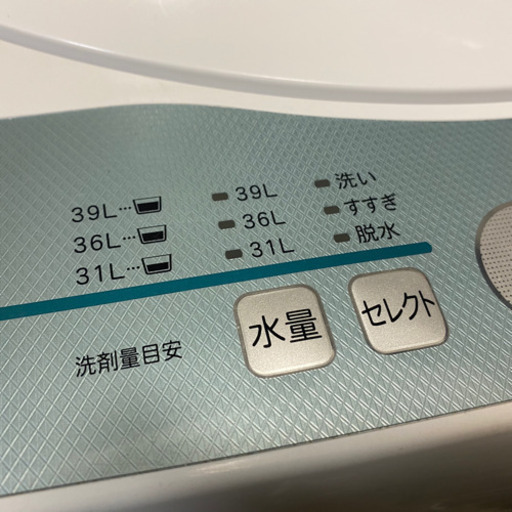 39L… 39L 洗い
36L… 36L すすぎ
31L… 31L 脱水
洗剤量目安
水量
セレクト